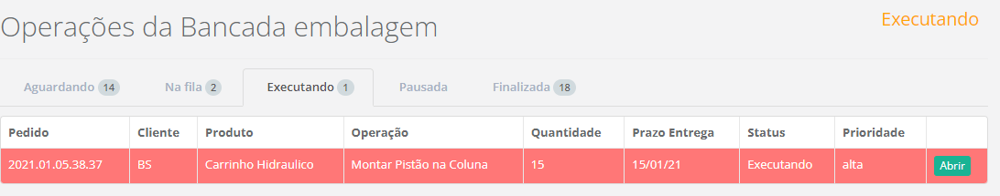 Operações da Bancada embalagem
Executando
Aguardando 14 Na fila 2 Executando 1 Pausada Finalizada 18
Pedido Cliente Produto Operação Quantidade Prazo Entrega Status Prioridade
2021.01.05.38.37 BS Carrinho Hidraulico Montar Pistão na Coluna 15 15/01/21 Executando alta Abrir